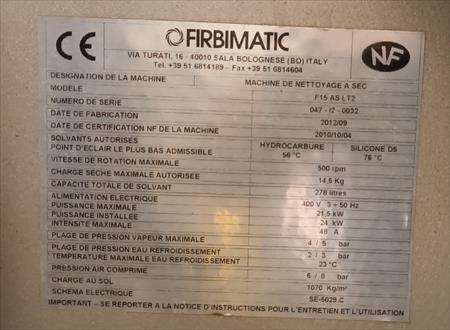 CE FIRBIMATIC NF
VIA TURATI, 16 - 40010 SALA BOLOGNESE (BO) ITALY
Tel. +39 51 6814189 – Fax +39 51 6814604
DESIGNATION DE LA MACHINE MACHINE DE NETTOYAGE A SEC
MODELE F15 AS LT2
NUMERO DE SERIE 047 - I2 - 0032
DATE DE FABRICATION 2012/09
DATE DE CERTIFICATION NF DE LA MACHINE 2010/10/04
SOLVANTS AUTORISES HYDROCARBURE SILICONE D5
POINT D'ECLAIR LE PLUS BAS ADMISSIBLE 56 °C 76 °C
VITESSE DE ROTATION MAXIMALE 500 rpm
CHARGE SÈCHE MAXIMALE AUTORISEE 14,5 Kg
CAPACITE TOTALE DE SOLVANT 278 litres
ALIMENTATION ELECTRIQUE 400 V 3 ~ 50 Hz
PUISSANCE MAXIMALE 21,5 kW
PUISSANCE INSTALLEE 24 kW
INTENSITE MAXIMALE 48 A
PLAGE DE PRESSION VAPEUR MAXIMALE 4 / 5 bar
PLAGE DE PRESSION EAU REFROIDISSEMENT 2 / 3 bar
TEMPERATURE MAXIMALE EAU REFROIDISSEMENT 23 °C
PRESSION AIR COMPRIME 6 / 8 bar
CHARGE AU SOL 1070 Kg/m²
SCHEMA ELECTRIQUE SE-5029.C
IMPORTANT – SE REPORTER A LA NOTICE D'INSTRUCTIONS POUR L'ENTRETIEN ET L'UTILISATION